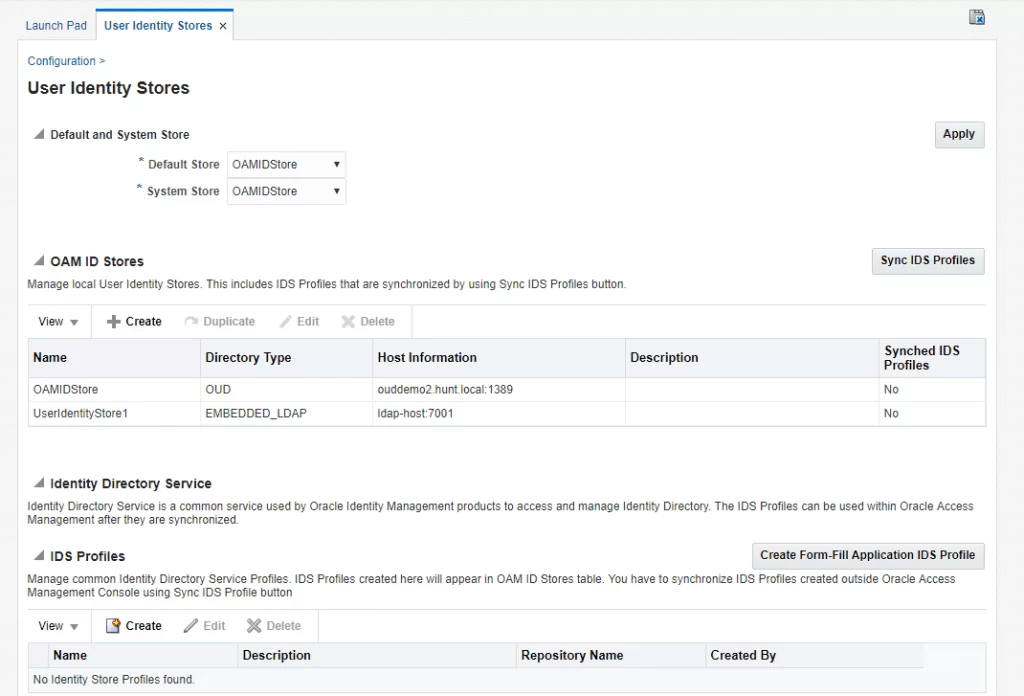 Launch Pad User Identity Stores ×
Configuration >
User Identity Stores
Default and System Store Apply
* Default Store OAMIDStore
* System Store OAMIDStore
OAM ID Stores Sync IDS Profiles
Manage local User Identity Stores. This includes IDS Profiles that are synchronized by using Sync IDS Profiles button.
View Create Duplicate Edit Delete
Name Directory Type Host Information Description Synched IDS
Profiles
OAMIDStore OUD ouddemo2.hunt.local:1389 No
UserIdentityStore1 EMBEDDED_LDAP ldap-host:7001 No
Identity Directory Service
Identity Directory Service is a common service used by Oracle Identity Management products to access and manage Identity Directory. The IDS Profiles can be used within Oracle Access
Management after they are synchronized.
IDS Profiles Create Form-Fill Application IDS Profile
Manage common Identity Directory Service Profiles. IDS Profiles created here will appear in OAM ID Stores table. You have to synchronize IDS Profiles created outside Oracle Access
Management Console using Sync IDS Profile button
View Create Edit Delete
Name Description Repository Name Created By
No Identity Store Profiles found.